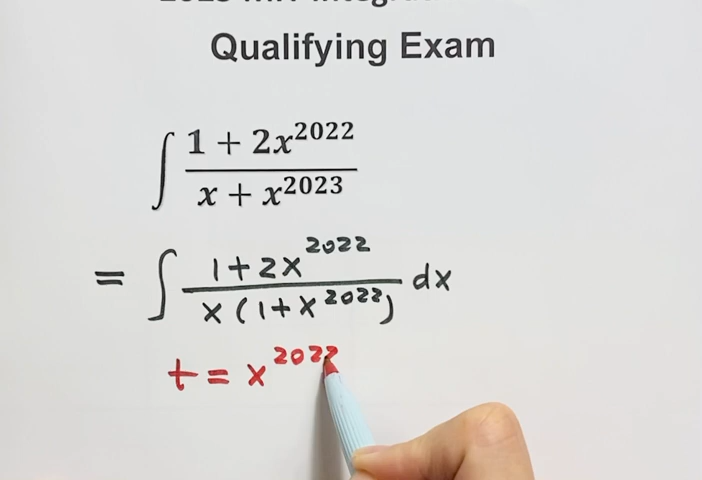 Qualifying Exam
∫ (1 + 2x^2022)/(x + x^2023)
= ∫ (1+2x^2022)/(x(1+x^2022)) dx
t = x^2022